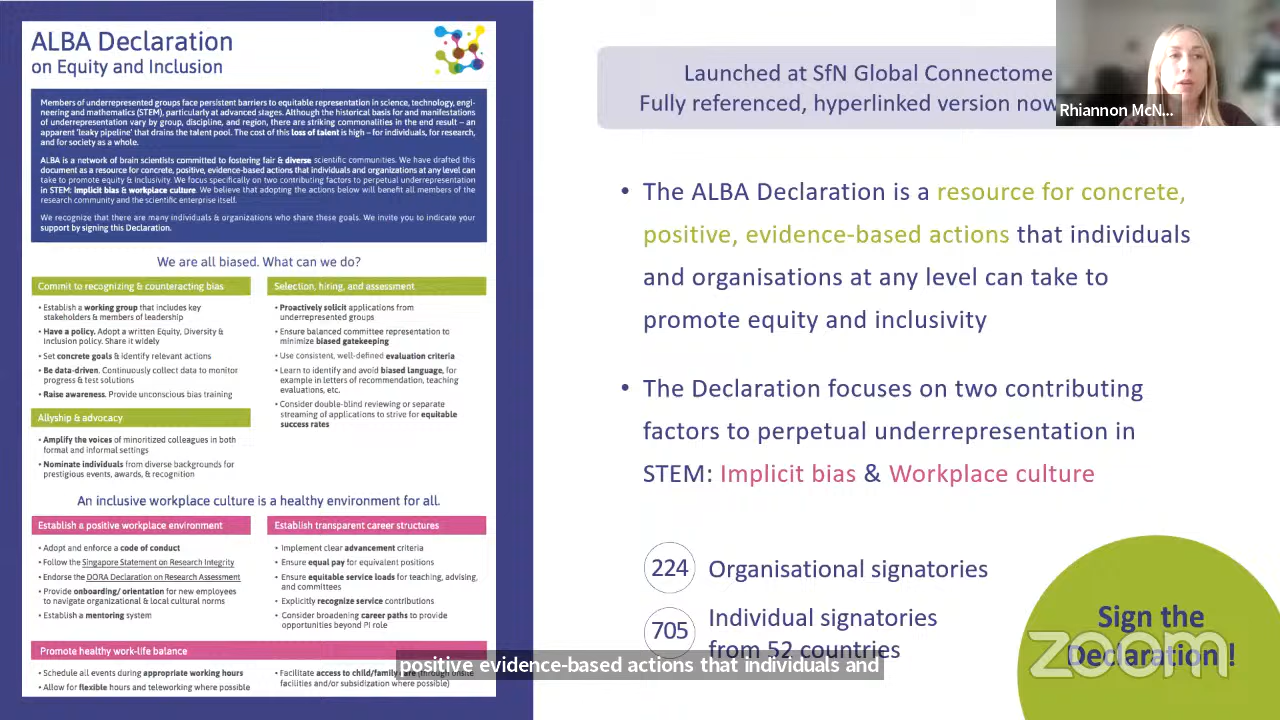 ALBA Declaration
on Equity and Inclusion
Members of underrepresented groups face persistent barriers to equitable representation in science, technology, engi-
neering and mathematics (STEM), particularly at advanced stages. Although the historical basis for and manifestations
of underrepresentation vary by group, discipline, and region, there are striking commonalities in the end result – an
apparent 'leaky pipeline' that drains the talent pool. The cost of this loss of talent is high – for individuals, for research,
and for society as a whole.
ALBA is a network of brain scientists committed to fostering fair & diverse scientific communities. We have drafted this
document as a resource for concrete, positive, evidence-based actions that individuals and organizations at any level can
take to promote equity & inclusivity. We focus specifically on two contributing factors to perpetual underrepresentation
in STEM: implicit bias & workplace culture. We believe that adopting the actions below will benefit all members of the
research community and the scientific enterprise itself.
We recognize that there are many individuals & organizations who share these goals. We invite you to indicate your
support by signing this Declaration.
We are all biased. What can we do?
Commit to recognizing & counteracting bias
• Establish a working group that includes key
stakeholders & members of leadership
• Have a policy. Adopt a written Equity, Diversity &
Inclusion policy. Share it widely
• Set concrete goals & identify relevant actions
• Be data-driven. Continuously collect data to monitor
progress & test solutions
• Raise awareness. Provide unconscious bias training
Allyship & advocacy
• Amplify the voices of minoritized colleagues in both
formal and informal settings
• Nominate individuals from diverse backgrounds for
prestigious events, awards, & recognition
Selection, hiring, and assessment
• Proactively solicit applications from
underrepresented groups
• Ensure balanced committee representation to
minimize biased gatekeeping
• Use consistent, well-defined evaluation criteria
• Learn to identify and avoid biased language, for
example in letters of recommendation, teaching
evaluations, etc.
• Consider double-blind reviewing or separate
streaming of applications to strive for equitable
success rates
An inclusive workplace culture is a healthy environment for all.
Establish a positive workplace environment
• Adopt and enforce a code of conduct
• Follow the Singapore Statement on Research Integrity
• Endorse the DORA Declaration on Research Assessment
• Provide onboarding/ orientation for new employees
to navigate organizational & local cultural norms
• Establish a mentoring system
Establish transparent career structures
• Implement clear advancement criteria
• Ensure equal pay for equivalent positions
• Ensure equitable service loads for teaching, advising,
and committees
• Explicitly recognize service contributions
• Consider broadening career paths to provide
opportunities beyond PI role
Promote healthy work-life balance
• Schedule all events during appropriate working hours
• Allow for flexible hours and teleworking where possible
• Facilitate access to child/family care (through onsite
facilities and/or subsidization where possible)
Launched at SfN Global Connectome
Fully referenced, hyperlinked version now
Rhiannon McN...
• The ALBA Declaration is a resource for concrete,
positive, evidence-based actions that individuals
and organisations at any level can take to
promote equity and inclusivity
• The Declaration focuses on two contributing
factors to perpetual underrepresentation in
STEM: Implicit bias & Workplace culture
224 Organisational signatories
705 Individual signatories
from 52 countries
Sign the
Declaration !
zoom
positive evidence-based actions that individuals and